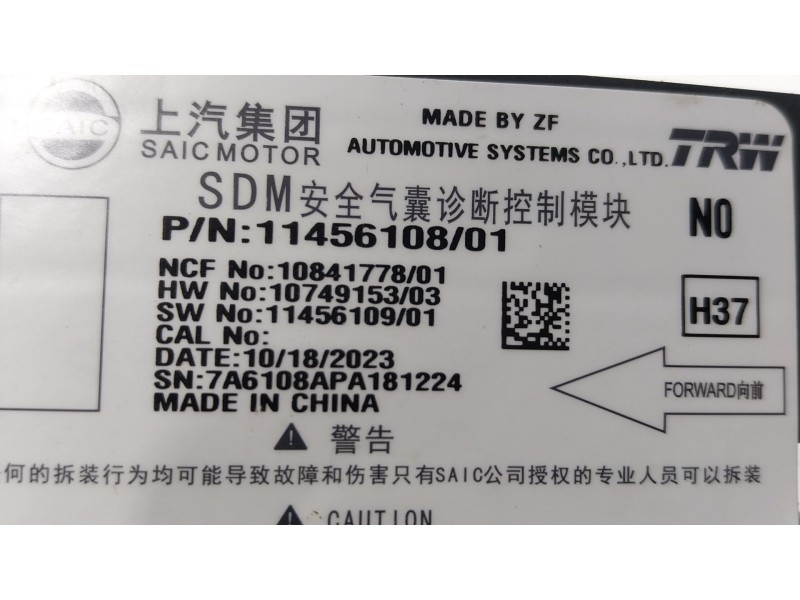 SAIC
上汽集团
SAIC MOTOR
MADE BY ZF
AUTOMOTIVE SYSTEMS CO.,LTD.
TRW
SDM安全气囊诊断控制模块
N0
P/N:11456108/01
NCF No:10841778/01
HW No:10749153/03
SW No:11456109/01
CAL No:
DATE:10/18/2023
SN:7A6108APA181224
MADE IN CHINA
H37
FORWARD向前
警告
何的拆装行为均可能导致故障和伤害只有SAIC公司授权的专业人员可以拆装
CAUTION